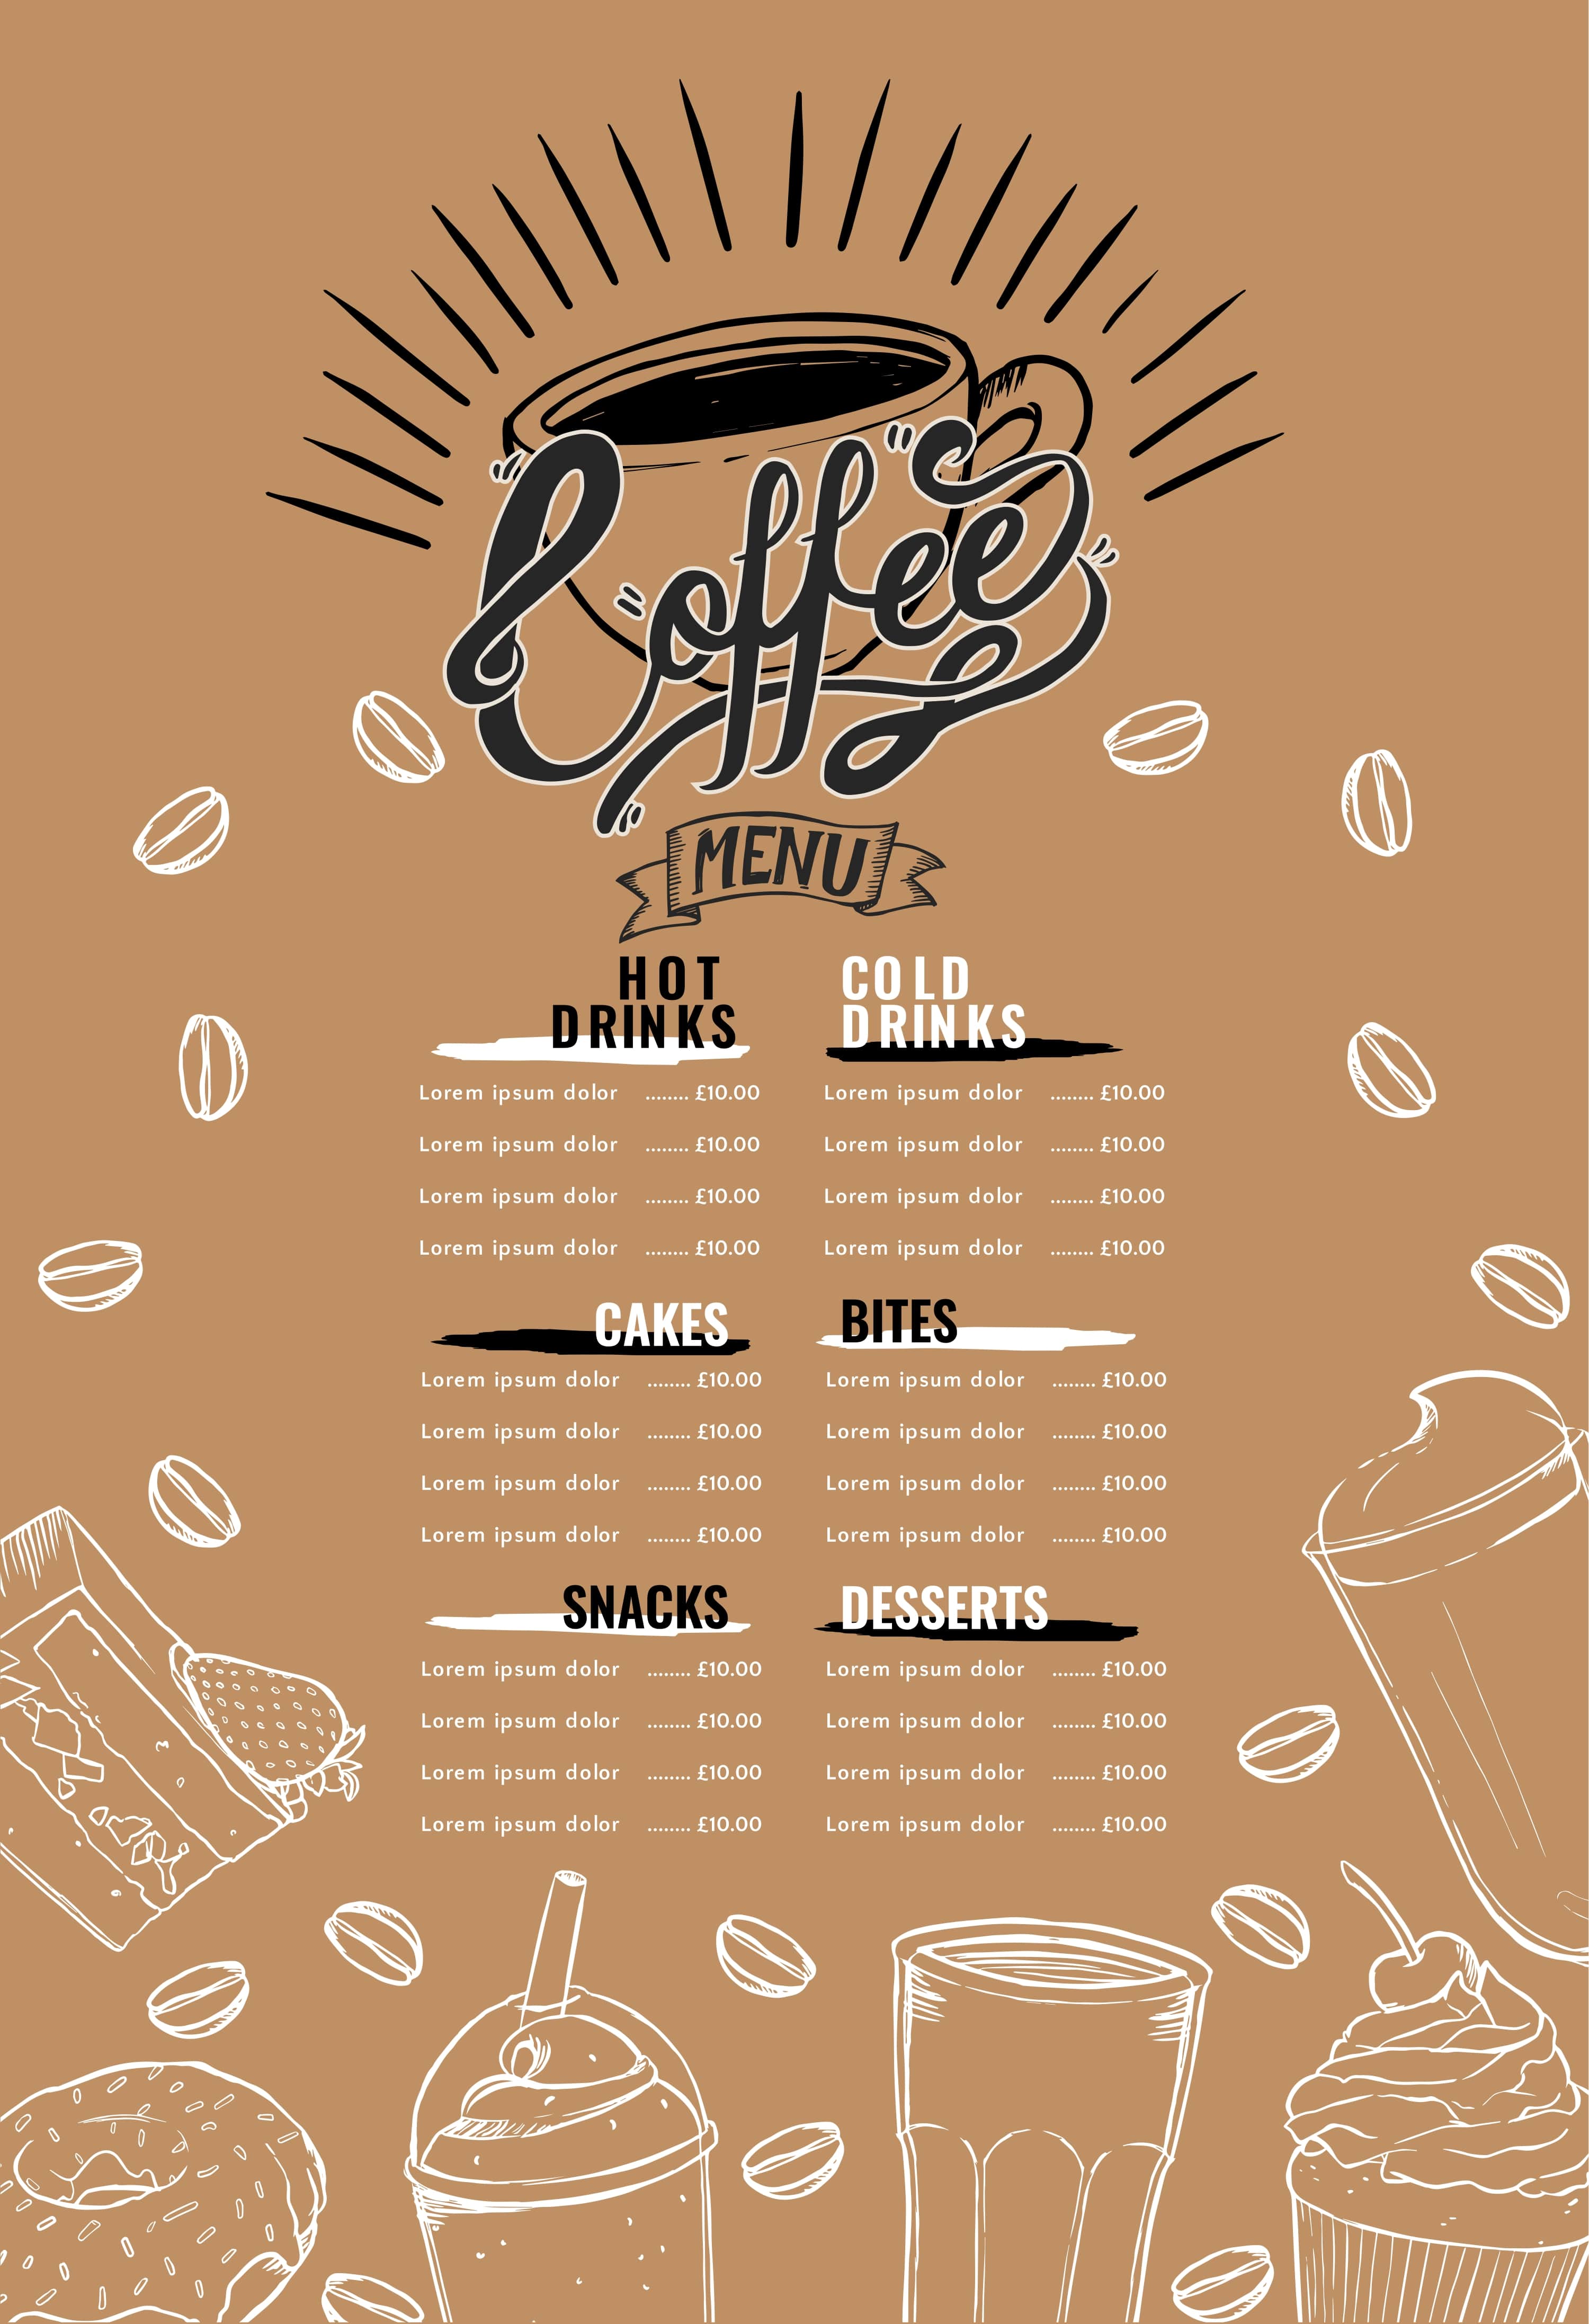 Coffee
MENU
HOT
DRINKS
Lorem ipsum dolor ........ £10.00
Lorem ipsum dolor ........ £10.00
Lorem ipsum dolor ........ £10.00
Lorem ipsum dolor ........ £10.00
COLD
DRINKS
Lorem ipsum dolor ........ £10.00
Lorem ipsum dolor ........ £10.00
Lorem ipsum dolor ........ £10.00
Lorem ipsum dolor ........ £10.00
CAKES
Lorem ipsum dolor ........ £10.00
Lorem ipsum dolor ........ £10.00
Lorem ipsum dolor ........ £10.00
Lorem ipsum dolor ........ £10.00
BITES
Lorem ipsum dolor ........ £10.00
Lorem ipsum dolor ........ £10.00
Lorem ipsum dolor ........ £10.00
Lorem ipsum dolor ........ £10.00
SNACKS
Lorem ipsum dolor ........ £10.00
Lorem ipsum dolor ........ £10.00
Lorem ipsum dolor ........ £10.00
Lorem ipsum dolor ........ £10.00
DESSERTS
Lorem ipsum dolor ........ £10.00
Lorem ipsum dolor ........ £10.00
Lorem ipsum dolor ........ £10.00
Lorem ipsum dolor ........ £10.00